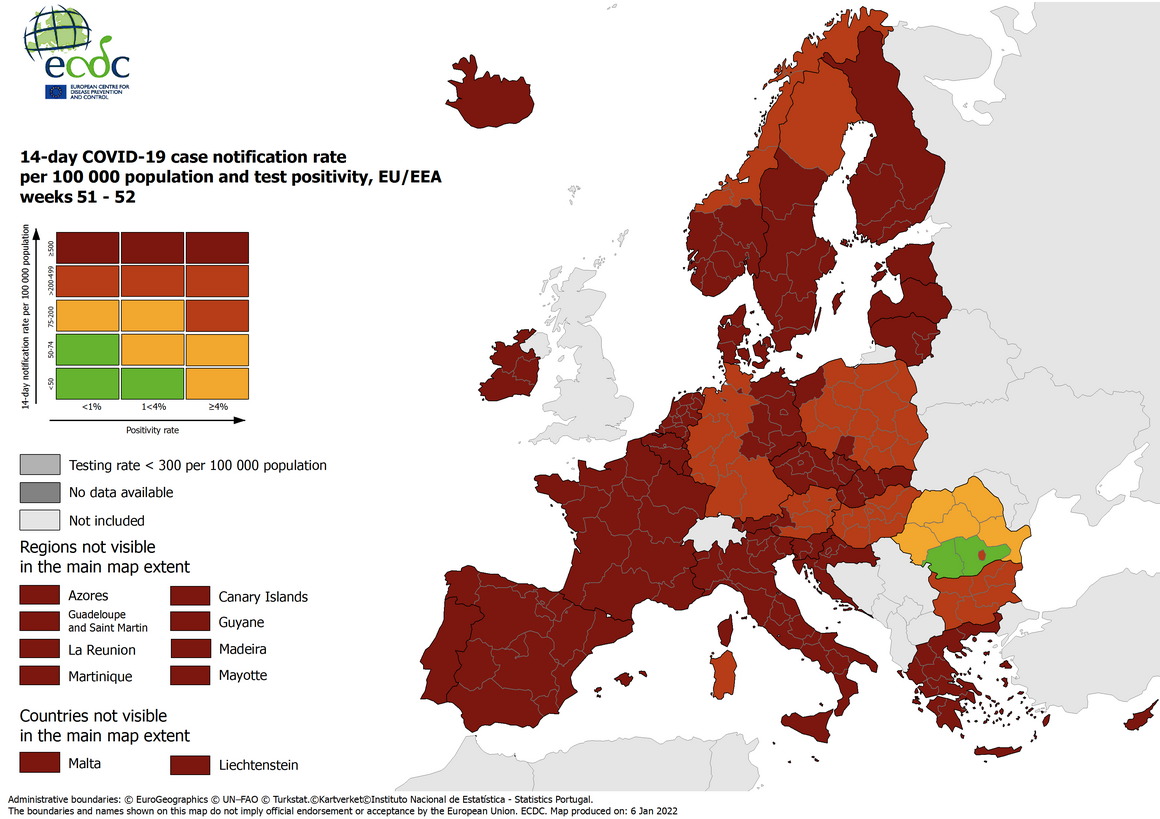 ecdc
EUROPEAN CENTRE FOR
DISEASE PREVENTION
AND CONTROL
14-day COVID-19 case notification rate
per 100 000 population and test positivity, EU/EEA
weeks 51 - 52
14-day notification rate per 100 000 population
≥500
>200-499
75-200
50-74
<50
<1%
1<4%
≥4%
Positivity rate
Testing rate < 300 per 100 000 population
No data available
Not included
Regions not visible
in the main map extent
Azores
Canary Islands
Guadeloupe
and Saint Martin
Guyane
La Reunion
Madeira
Martinique
Mayotte
Countries not visible
in the main map extent
Malta
Liechtenstein
Administrative boundaries: © EuroGeographics © UN–FAO © Turkstat.©Kartverket©Instituto Nacional de Estatística - Statistics Portugal.
The boundaries and names shown on this map do not imply official endorsement or acceptance by the European Union. ECDC. Map produced on: 6 Jan 2022